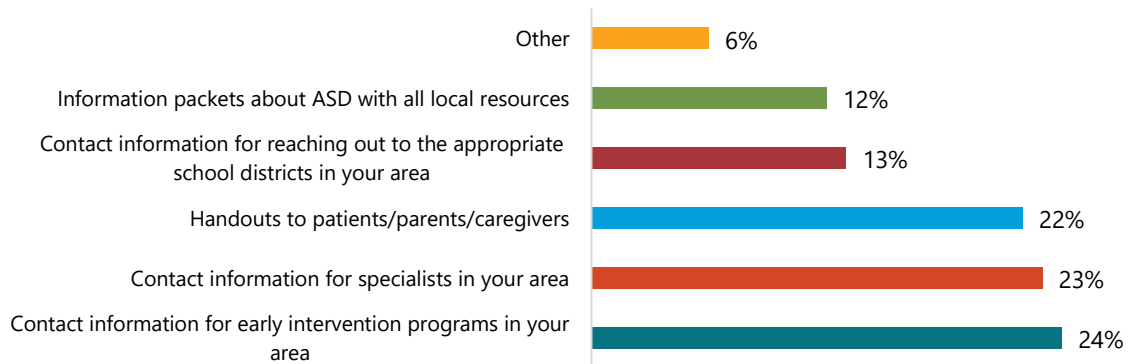 Other
6%
Information packets about ASD with all local resources
12%
Contact information for reaching out to the appropriate
school districts in your area
13%
Handouts to patients/parents/caregivers
22%
Contact information for specialists in your area
23%
Contact information for early intervention programs in your
area
24%